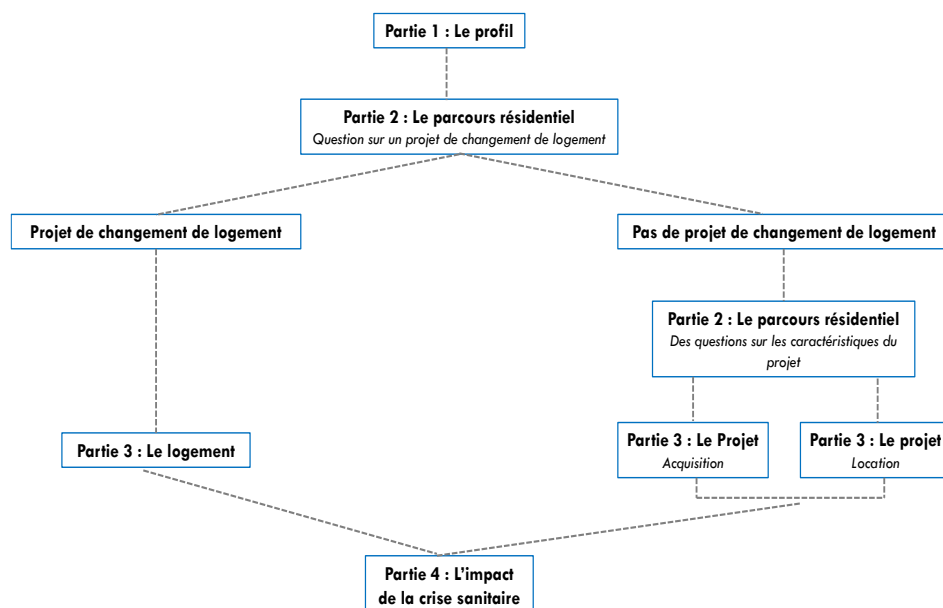 Partie 1 : Le profil
Partie 2 : Le parcours résidentiel
Question sur un projet de changement de logement
Projet de changement de logement
Pas de projet de changement de logement
Partie 2 : Le parcours résidentiel
Des questions sur les caractéristiques du
projet
Partie 3 : Le logement
Partie 3 : Le Projet
Acquisition
Partie 3 : Le projet
Location
Partie 4 : L'impact
de la crise sanitaire